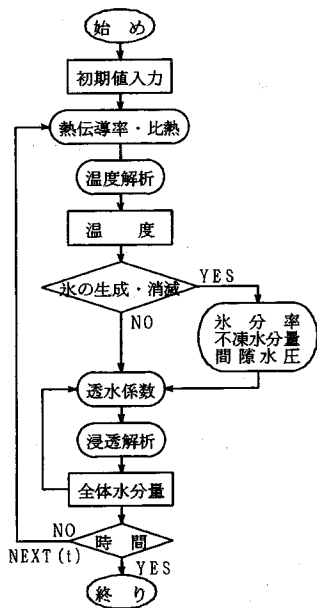 始め
初期値入力
熱伝導率・比熱
温度解析
温 度
氷の生成・消滅
YES
NO
氷分率
不凍水分量
間隙水圧
透水係数
浸透解析
全体水分量
NO
時 間
NEXT(t)
YES
終り